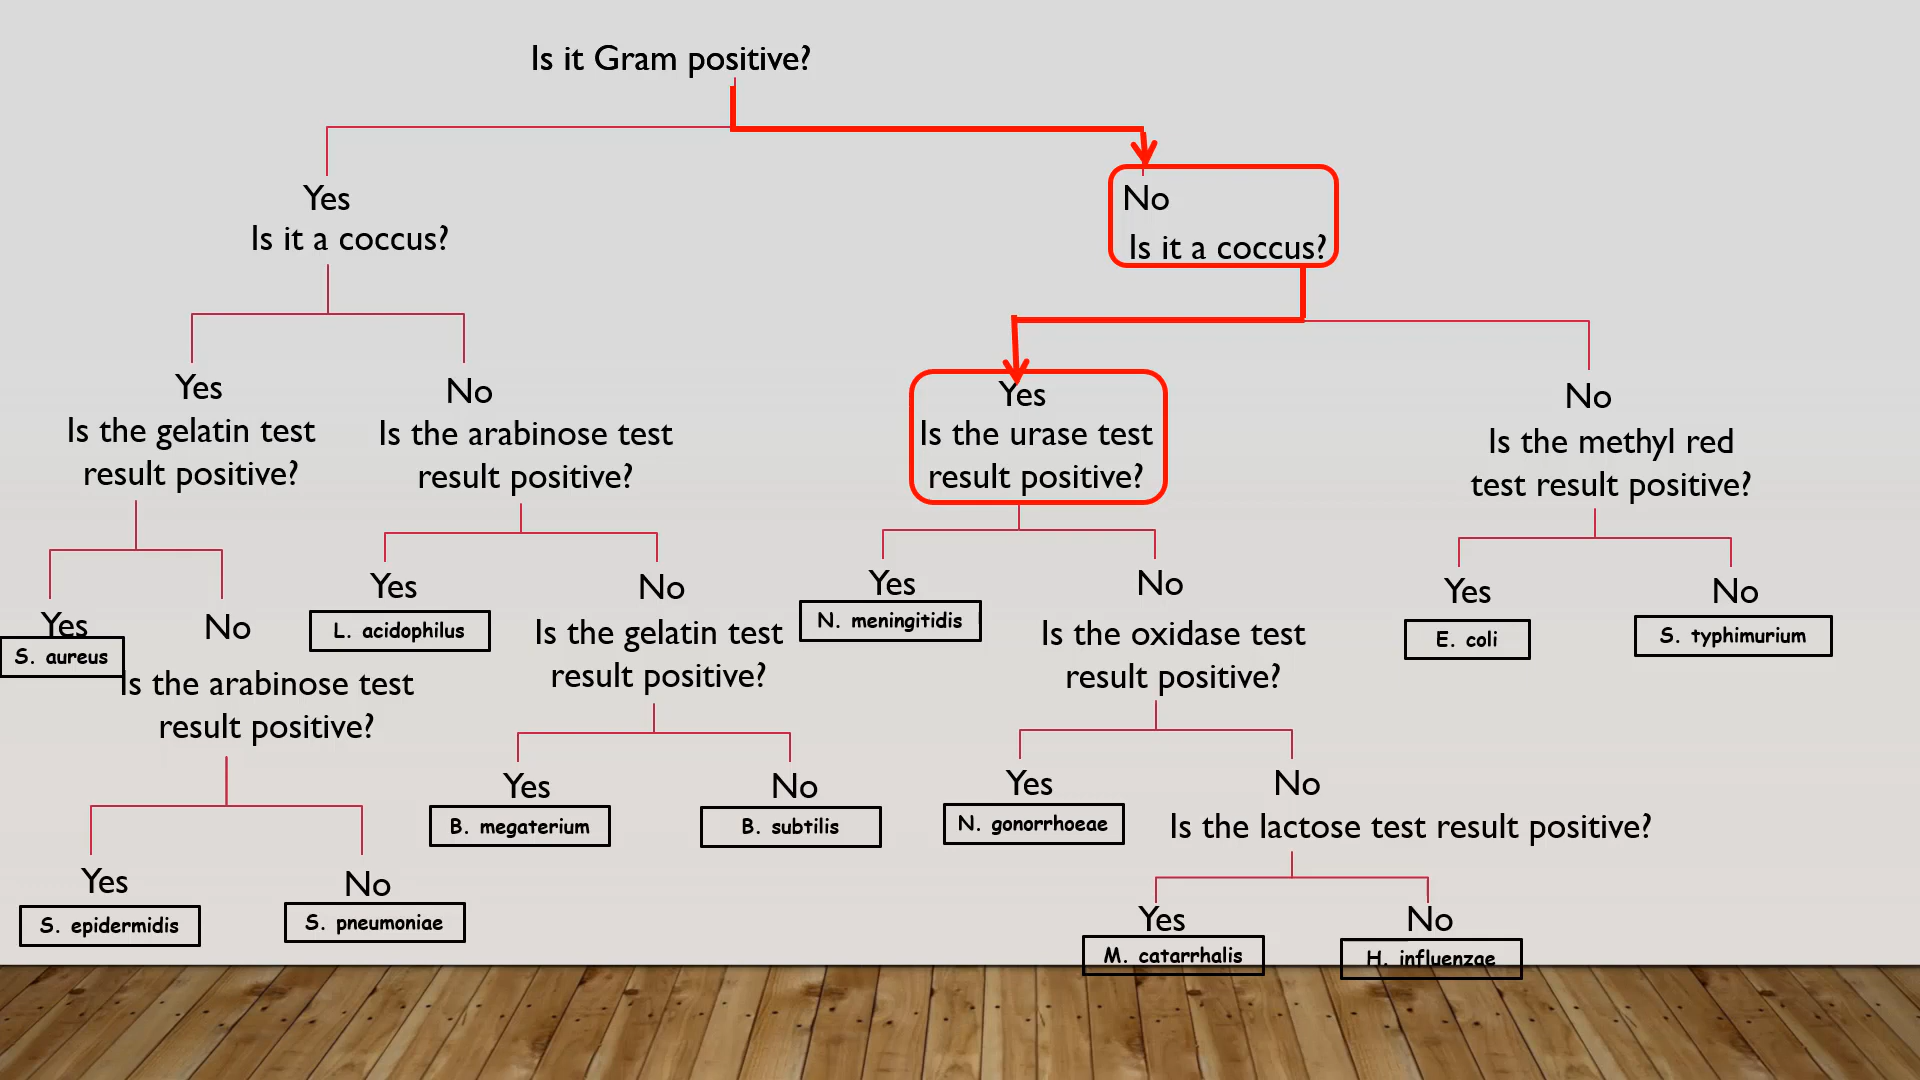 Is it Gram positive?
Yes
Is it a coccus?
No
Is it a coccus?
Yes
Is the gelatin test
result positive?
No
Is the arabinose test
result positive?
Yes
Is the urase test
result positive?
No
Is the methyl red
test result positive?
Yes
S. aureus
No
Is the arabinose test
result positive?
Yes
L. acidophilus
No
Is the gelatin test
result positive?
Yes
N. meningitidis
No
Is the oxidase test
result positive?
Yes
E. coli
No
S. typhimurium
Yes
S. epidermidis
No
S. pneumoniae
Yes
B. megaterium
No
B. subtilis
Yes
N. gonorrhoeae
No
Is the lactose test result positive?
Yes
M. catarrhalis
No
H. influenzae